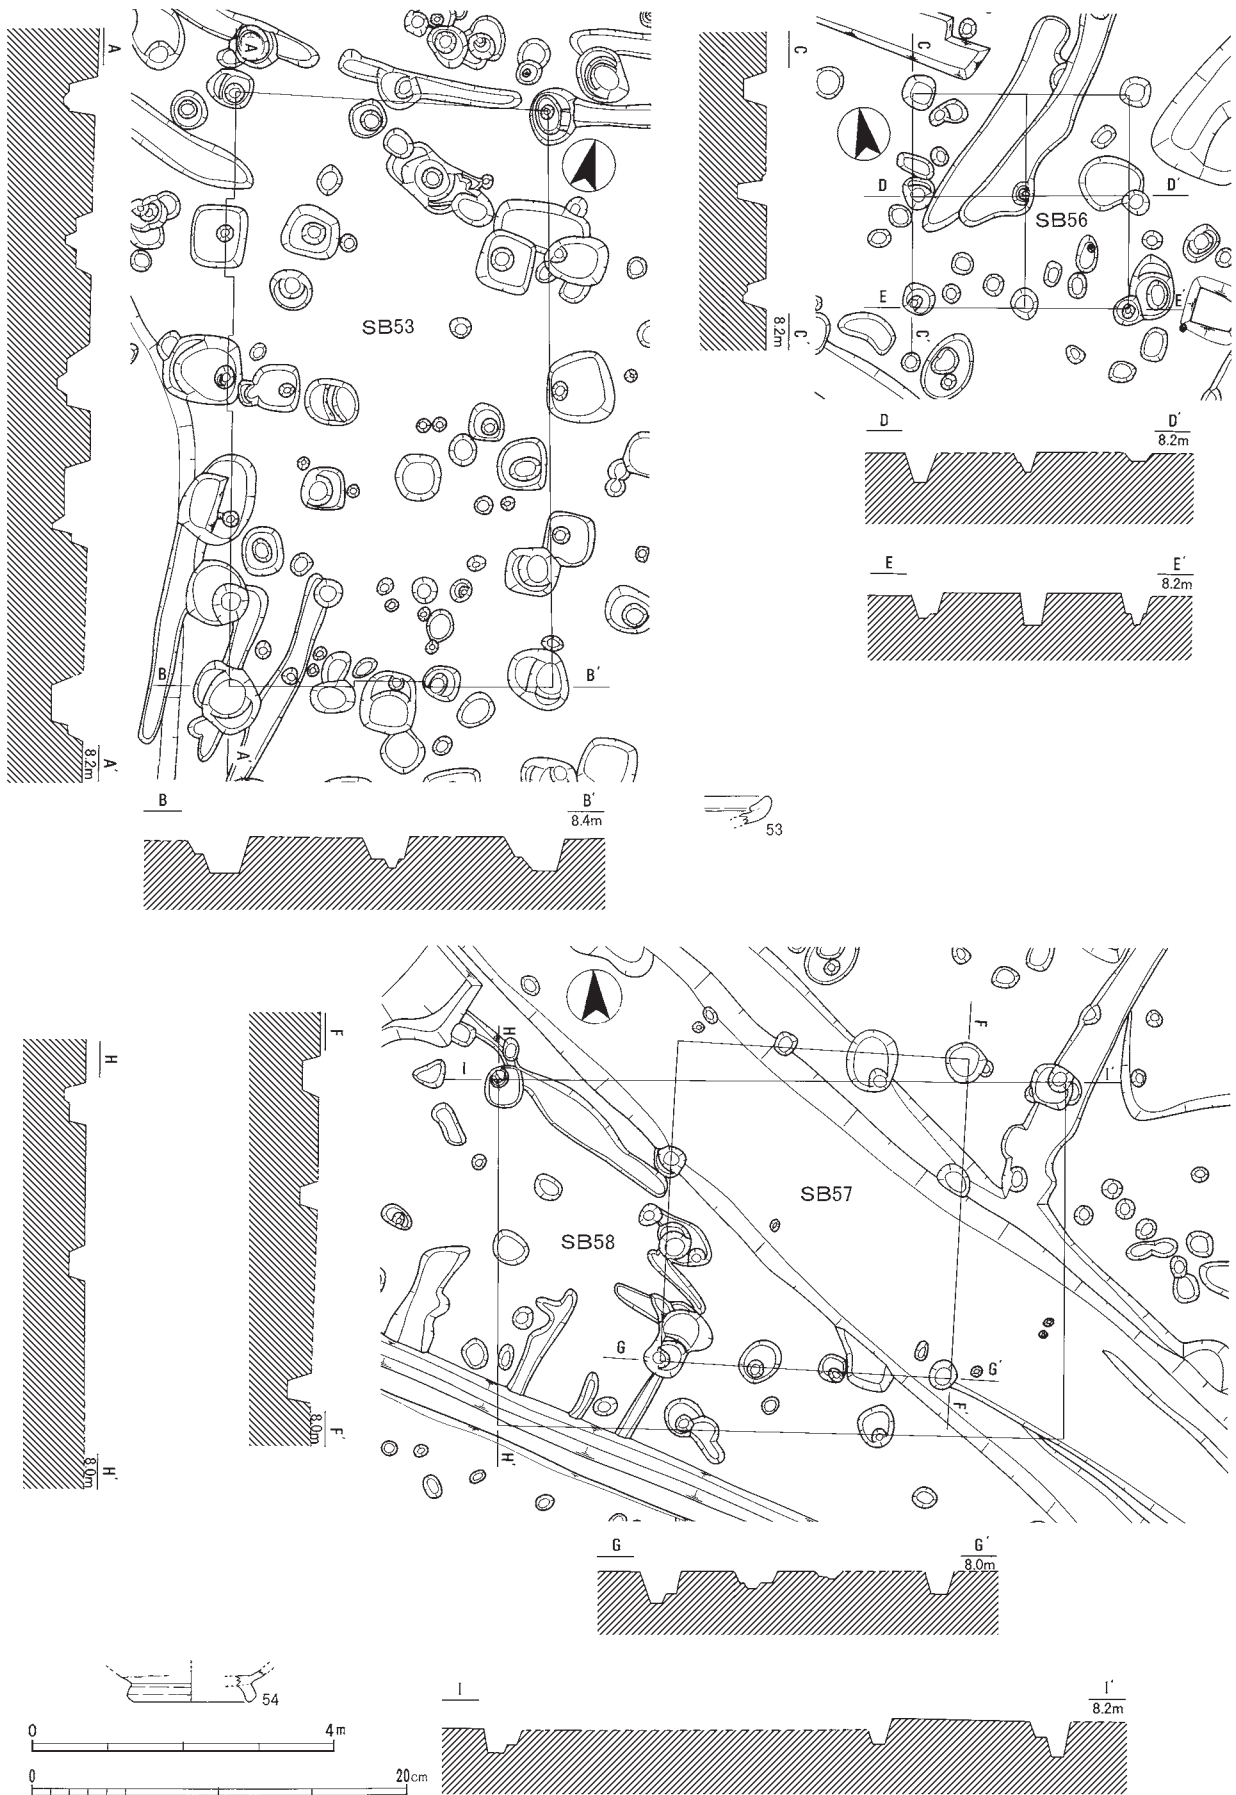 A
A
C
C
D
D′
SB56
SB53
E
E′
8.2m
C′
C′
D
D′
8.2m
E
E′
8.2m
B
B′
A′
8.2m
A′
B
B′
8.4m
53
H
F
H
F
I
I′
SB57
SB58
G
G′
F′
8.0m
F′
H′
8.0m
H′
G
G′
8.0m
54
I
I′
8.2m
0
4m
0
20cm